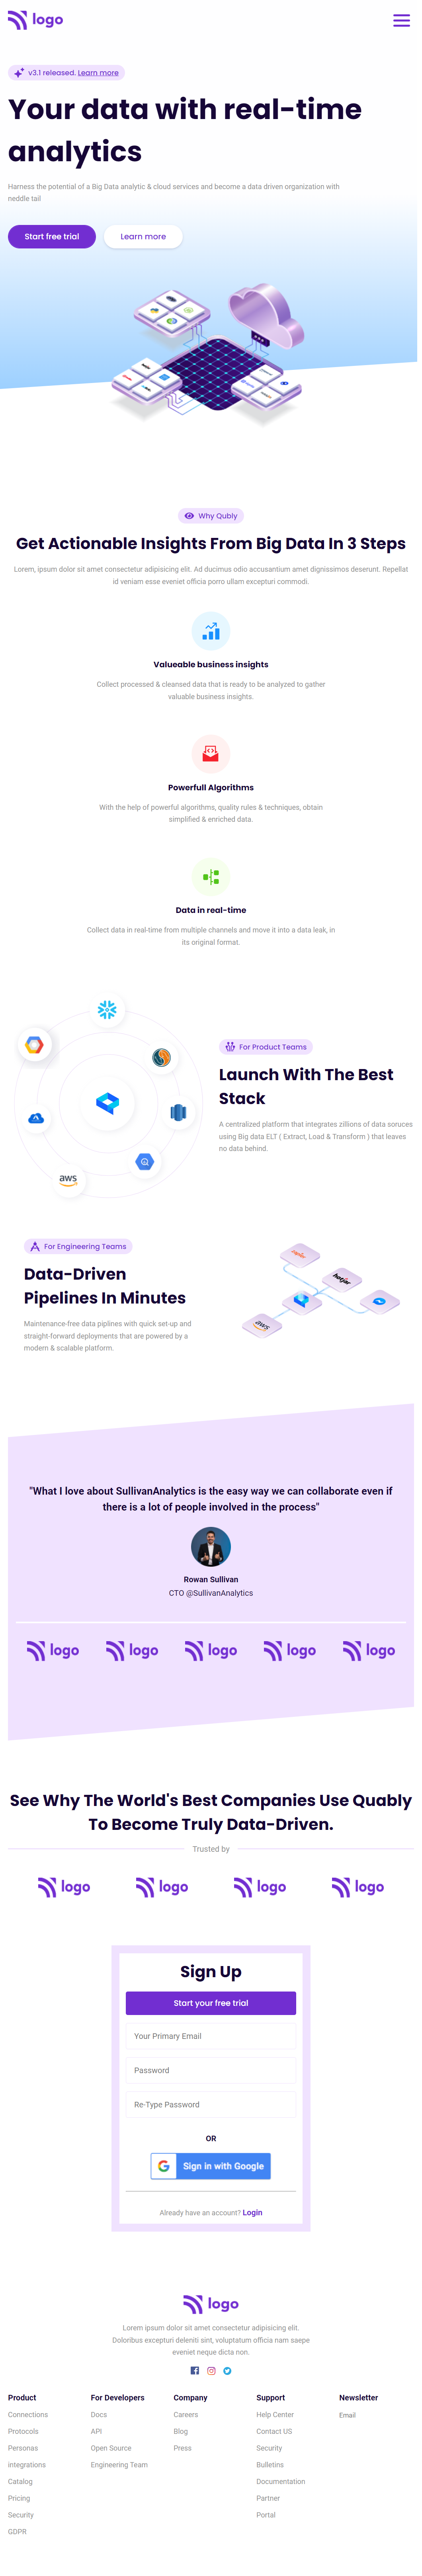 logo
v3.1 released. Learn more
Your data with real-time
analytics
Harness the potential of a Big Data analytic & cloud services and become a data driven organization with
neddle tail
Start free trial
Learn more
Why Qubly
Get Actionable Insights From Big Data In 3 Steps
Lorem, ipsum dolor sit amet consectetur adipisicing elit. Ad ducimus odio accusantium amet dignissimos deserunt. Repellat
id veniam esse eveniet officia porro ullam excepturi commodi.
Valueable business insights
Collect processed & cleansed data that is ready to be analyzed to gather
valuable business insights.
Powerfull Algorithms
With the help of powerful algorithms, quality rules & techniques, obtain
simplified & enriched data.
Data in real-time
Collect data in real-time from multiple channels and move it into a data leak, in
its original format.
aws
For Product Teams
Launch With The Best
Stack
A centralized platform that integrates zillions of data soruces
using Big data ELT ( Extract, Load & Transform ) that leaves
no data behind.
For Engineering Teams
Data-Driven
Pipelines In Minutes
Maintenance-free data piplines with quick set-up and
straight-forward deployments that are powered by a
modern & scalable platform.
hotjar
aws
"What I love about SullivanAnalytics is the easy way we can collaborate even if
there is a lot of people involved in the process"
Rowan Sullivan
CTO @SullivanAnalytics
logo logo logo logo logo
See Why The World's Best Companies Use Quably
To Become Truly Data-Driven.
Trusted by
logo logo logo logo
Sign Up
Start your free trial
Your Primary Email
Password
Re-Type Password
OR
Sign in with Google
Already have an account? Login
logo
Lorem ipsum dolor sit amet consectetur adipisicing elit.
Doloribus excepturi deleniti sint, voluptatum officia nam saepe
eveniet neque dicta non.
Product
Connections
Protocols
Personas
integrations
Catalog
Pricing
Security
GDPR
For Developers
Docs
API
Open Source
Engineering Team
Company
Careers
Blog
Press
Support
Help Center
Contact US
Security
Bulletins
Documentation
Partner
Portal
Newsletter
Email